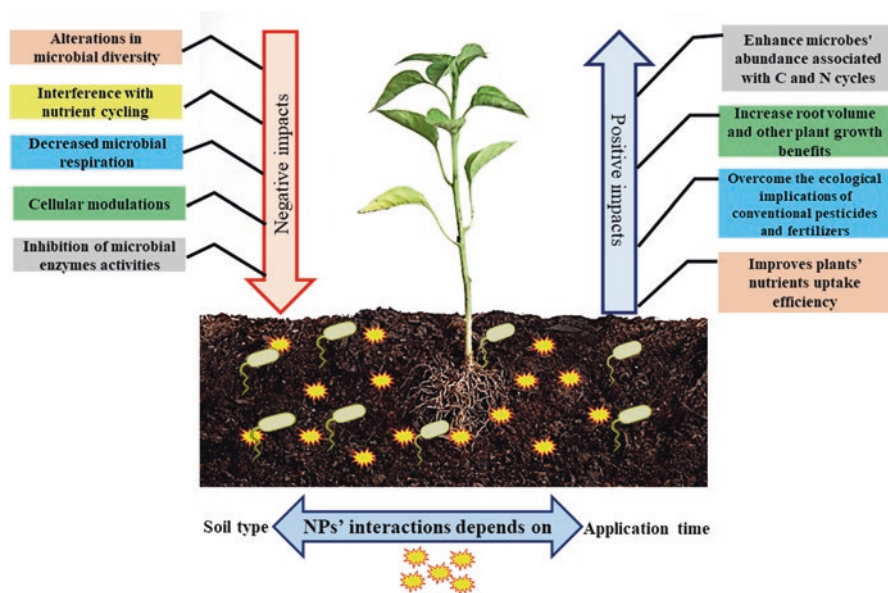 Alterations in
microbial diversity
Interference with
nutrient cycling
Decreased microbial
respiration
Cellular modulations
Inhibition of microbial
enzymes activities
Negative impacts
Positive impacts
Enhance microbes'
abundance associated
with C and N cycles
Increase root volume
and other plant growth
benefits
Overcome the ecological
implications of
conventional pesticides
and fertilizers
Improves plants'
nutrients uptake
efficiency
Soil type
NPs' interactions depends on
Application time